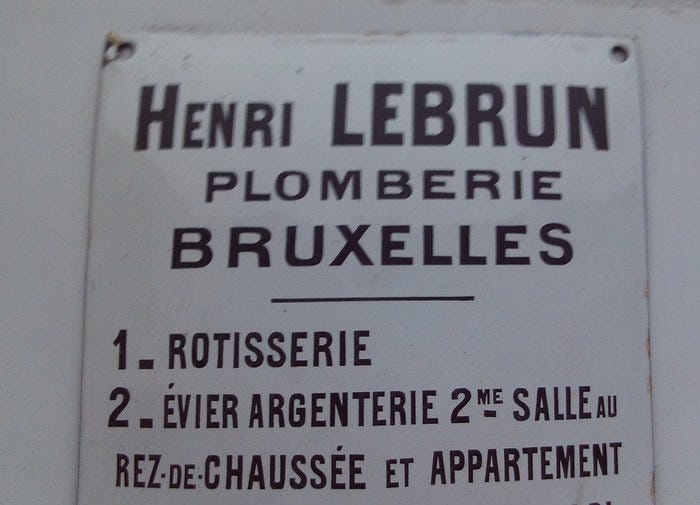 HENRI LEBRUN
PLOMBERIE
BRUXELLES
1. ROTISSERIE
2. ÉVIER ARGENTERIE 2ME SALLE AU
REZ-DE-CHAUSSÉE ET APPARTEMENT